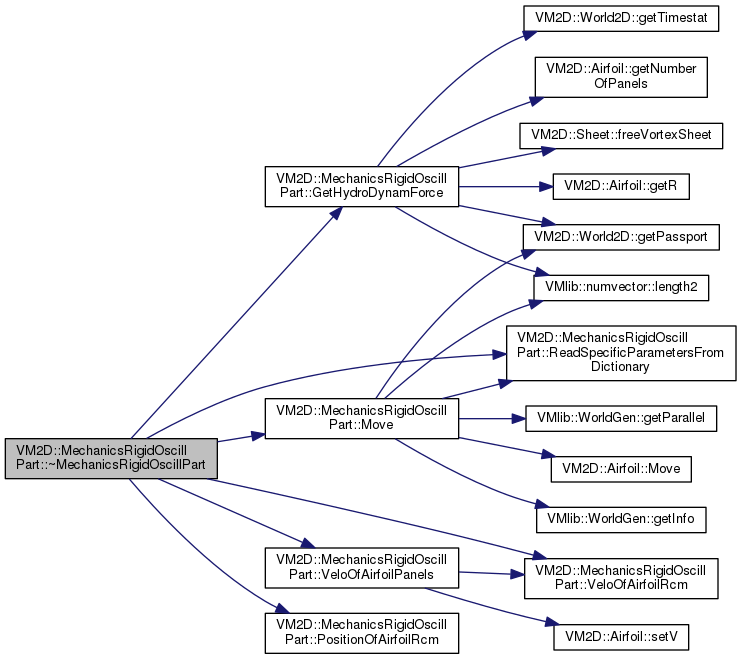 VM2D::World2D::getTimestat
VM2D::Airfoil::getNumber
OfPanels
VM2D::Sheet::freeVortexSheet
VM2D::MechanicsRigidOscill
Part::GetHydroDynamForce
VM2D::Airfoil::getR
VM2D::World2D::getPassport
VMlib::numvector::length2
VM2D::MechanicsRigidOscill
Part::ReadSpecificParametersFrom
Dictionary
VM2D::MechanicsRigidOscill
Part::Move
VMlib::WorldGen::getParallel
VM2D::MechanicsRigidOscill
Part::~MechanicsRigidOscillPart
VM2D::Airfoil::Move
VMlib::WorldGen::getInfo
VM2D::MechanicsRigidOscill
Part::VeloOfAirfoilPanels
VM2D::MechanicsRigidOscill
Part::VeloOfAirfoilRcm
VM2D::MechanicsRigidOscill
Part::PositionOfAirfoilRcm
VM2D::Airfoil::setV